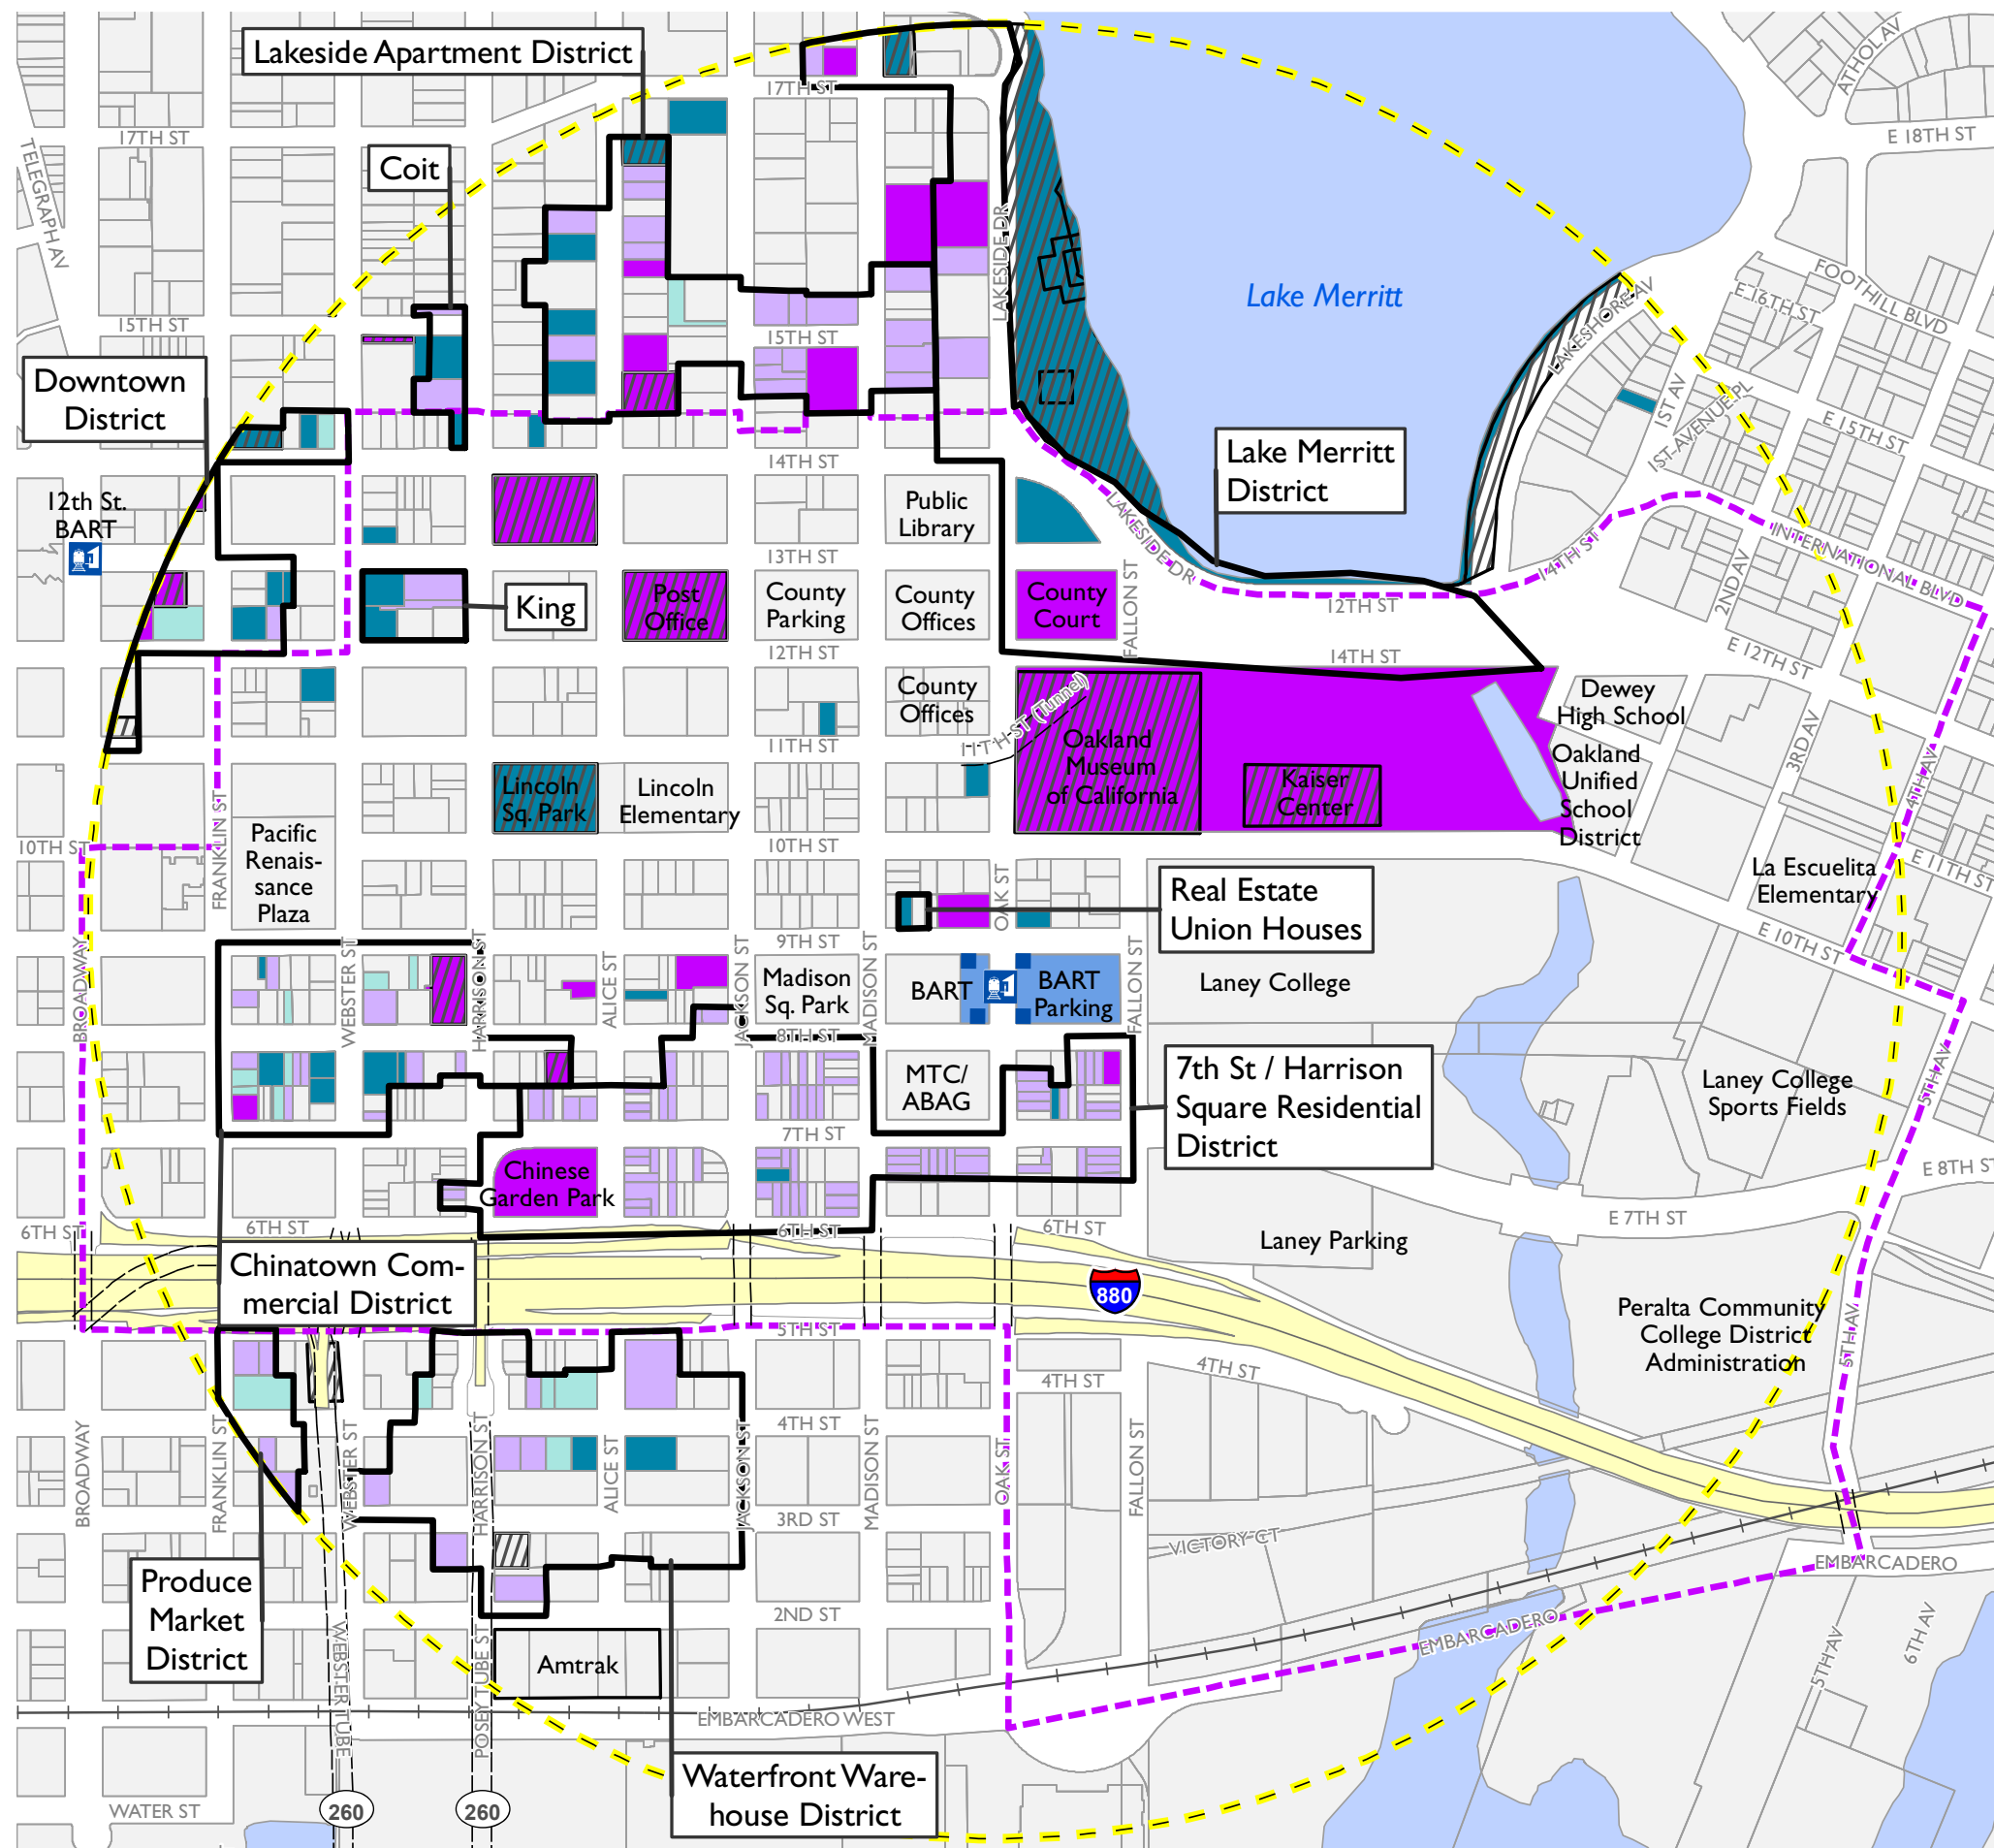 Lakeside Apartment District
17TH ST
ATHOL AV
E 18TH ST
TELEGRAPH AV
17TH ST
Coit
LAKESIDE DR
Lake Merritt
FOOTHILL BLVD
E 16TH ST
LAKESHORE AV
15TH ST
15TH ST
Downtown
District
1ST AV
1ST AVENUE PL
E 15TH ST
14TH ST
Lake Merritt
District
12th St.
BART
Public
Library
LAKESIDE DR
13TH ST
14TH ST
INTERNATIONAL BLVD
2ND AV
King
Post
Office
County
Parking
County
Offices
County
Court
FALLON ST
12TH ST
12TH ST
14TH ST
E 12TH ST
County
Offices
11TH ST (Tunnel)
11TH ST
Dewey
High School
3RD AV
4TH AV
Oakland
Museum
of California
Kaiser
Center
Oakland
Unified
School
District
Lincoln
Sq. Park
Lincoln
Elementary
FRANKLIN ST
Pacific
Renais-
sance
Plaza
10TH ST
10TH ST
E 11TH ST
La Escuelita
Elementary
Real Estate
Union Houses
OAK ST
9TH ST
E 10TH ST
BROADWAY
WEBSTER ST
HARRISON ST
ALICE ST
JACKSON ST
Madison
Sq. Park
MADISON ST
BART
BART
Parking
FALLON ST
Laney College
8TH ST
5TH AV
MTC/
ABAG
7th St / Harrison
Square Residential
District
Laney College
Sports Fields
7TH ST
Chinese
Garden Park
E 8TH ST
6TH ST
6TH ST
6TH ST
6TH ST
E 7TH ST
Laney Parking
Chinatown Com-
mercial District
880
Peralta Community
College District
Administration
5TH AV
5TH ST
4TH ST
4TH ST
4TH ST
BROADWAY
FRANKLIN ST
WEBSTER ST
HARRISON ST
ALICE ST
JACKSON ST
MADISON ST
OAK ST
FALLON ST
3RD ST
VICTORY CT
EMBARCADERO
Produce
Market
District
2ND ST
EMBARCADERO
WEBSTER TUBE
POSEY TUBE ST
Amtrak
5TH AV
6TH AV
EMBARCADERO WEST
Waterfront Ware-
house District
WATER ST
260
260